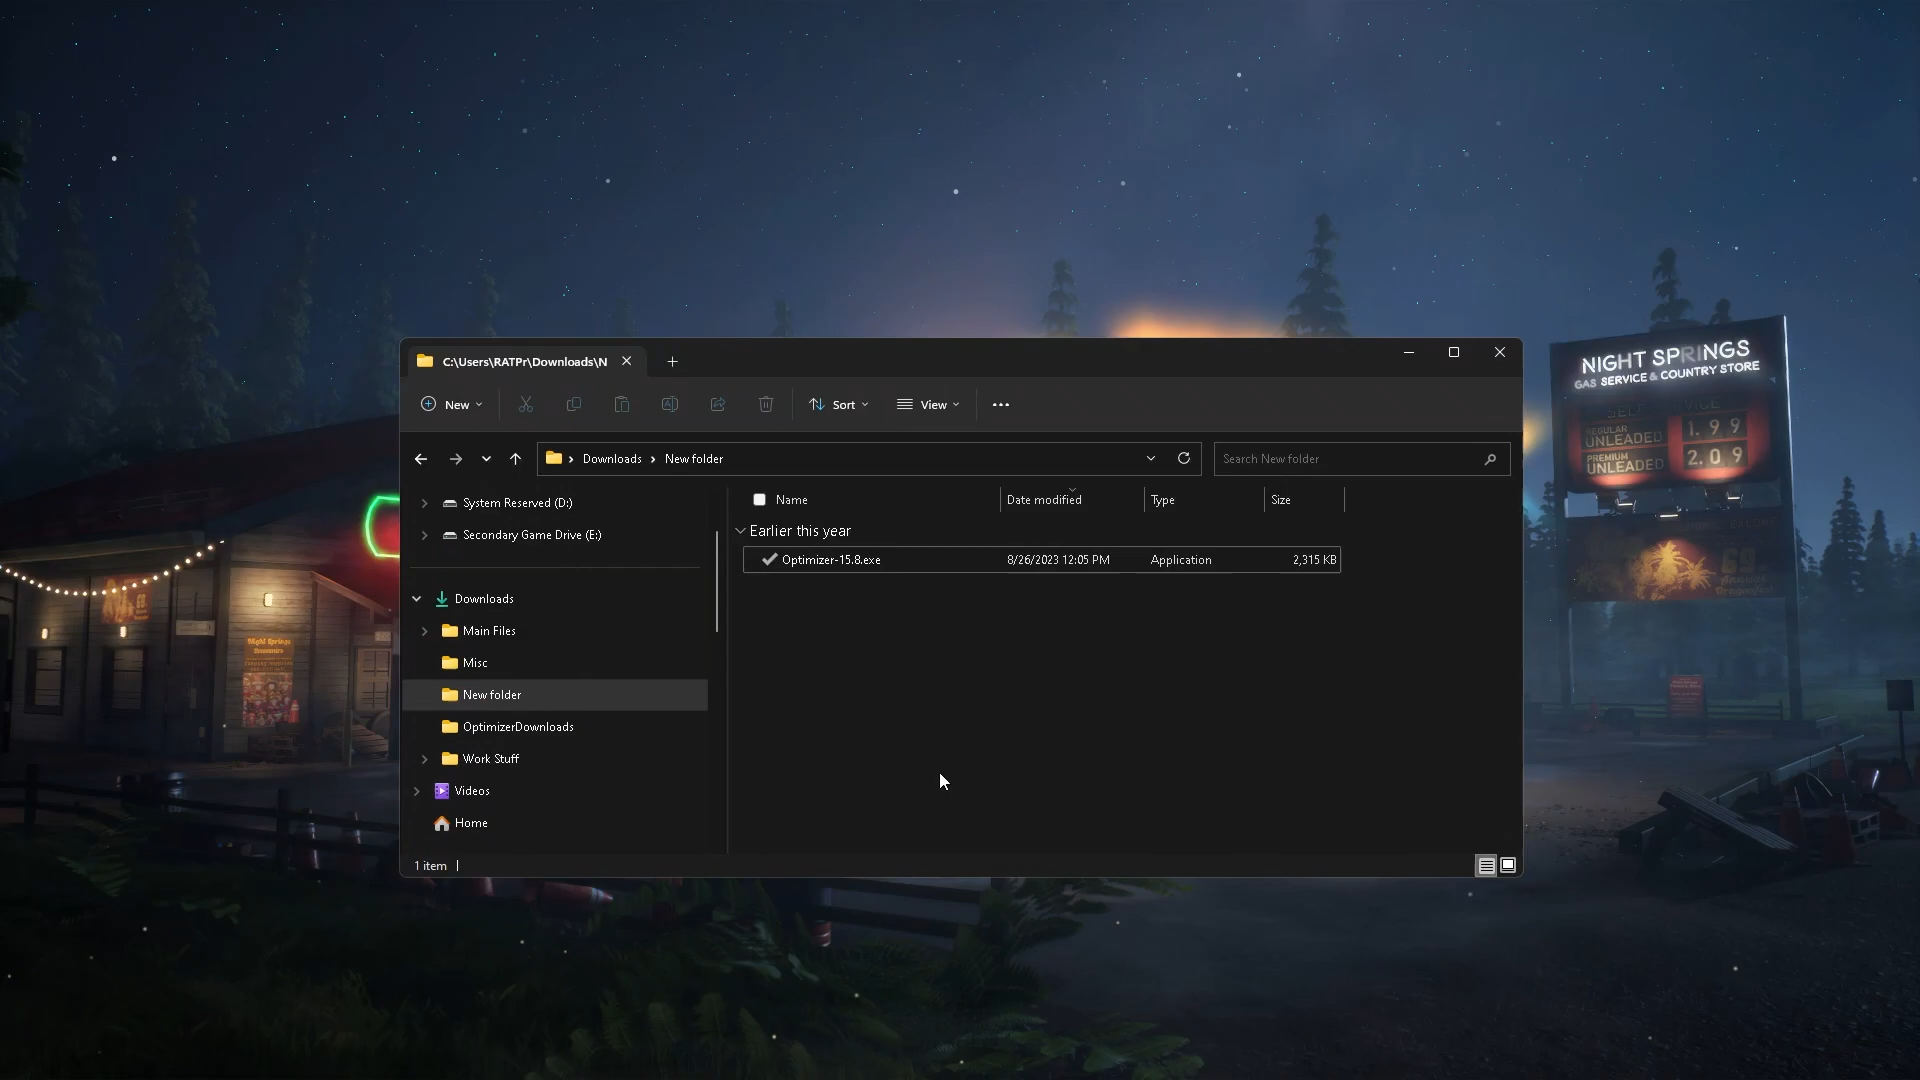 C:\Users\RATPr\Downloads\N
New
Sort
View
Downloads
New folder
Search New folder
System Reserved (D:)
Secondary Game Drive (E:)
Downloads
Main Files
Misc
New folder
OptimizerDownloads
Work Stuff
Videos
Home
Name
Date modified
Type
Size
Earlier this year
Optimizer-15.8.exe
8/26/2023 12:05 PM
Application
2,315 KB
1 item
NIGHT SPRINGS
GAS SERVICE & COUNTRY STORE
REGULAR
UNLEADED
1.99
PREMIUM
UNLEADED
2.09
69